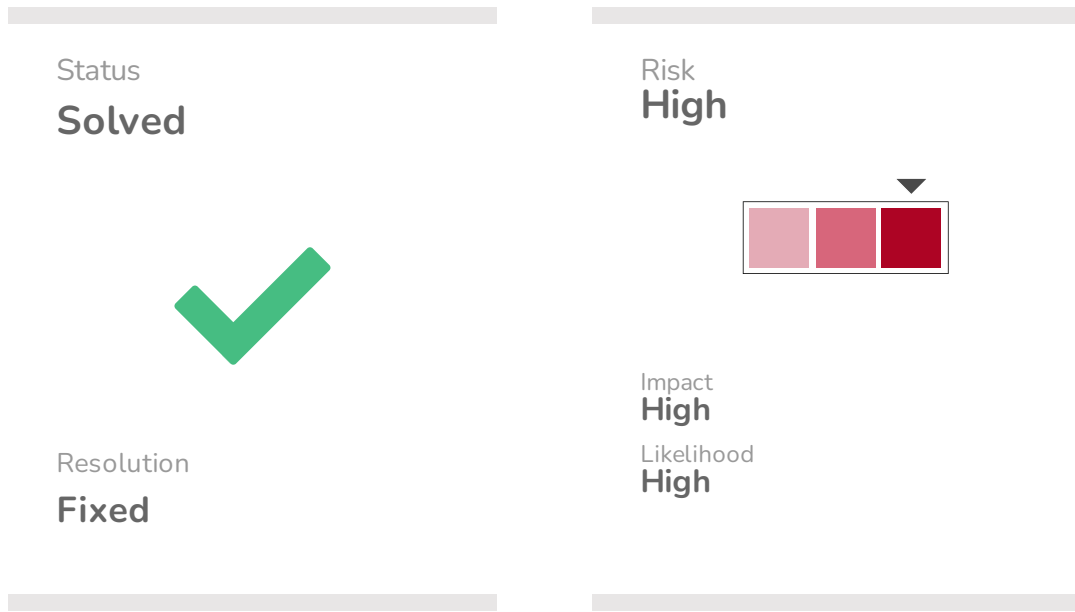 Status
Solved
Resolution
Fixed
Risk
High
Impact
High
Likelihood
High